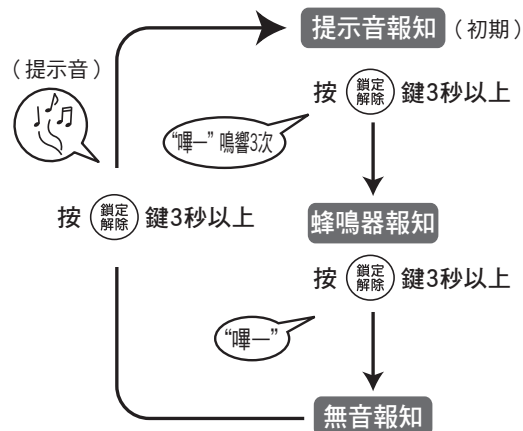 提示音報知（初期）
（提示音）
按 鎖定解除 鍵3秒以上
“嗶—” 鳴響3次
按 鎖定解除 鍵3秒以上
蜂鳴器報知
按 鎖定解除 鍵3秒以上
“嗶—”
無音報知